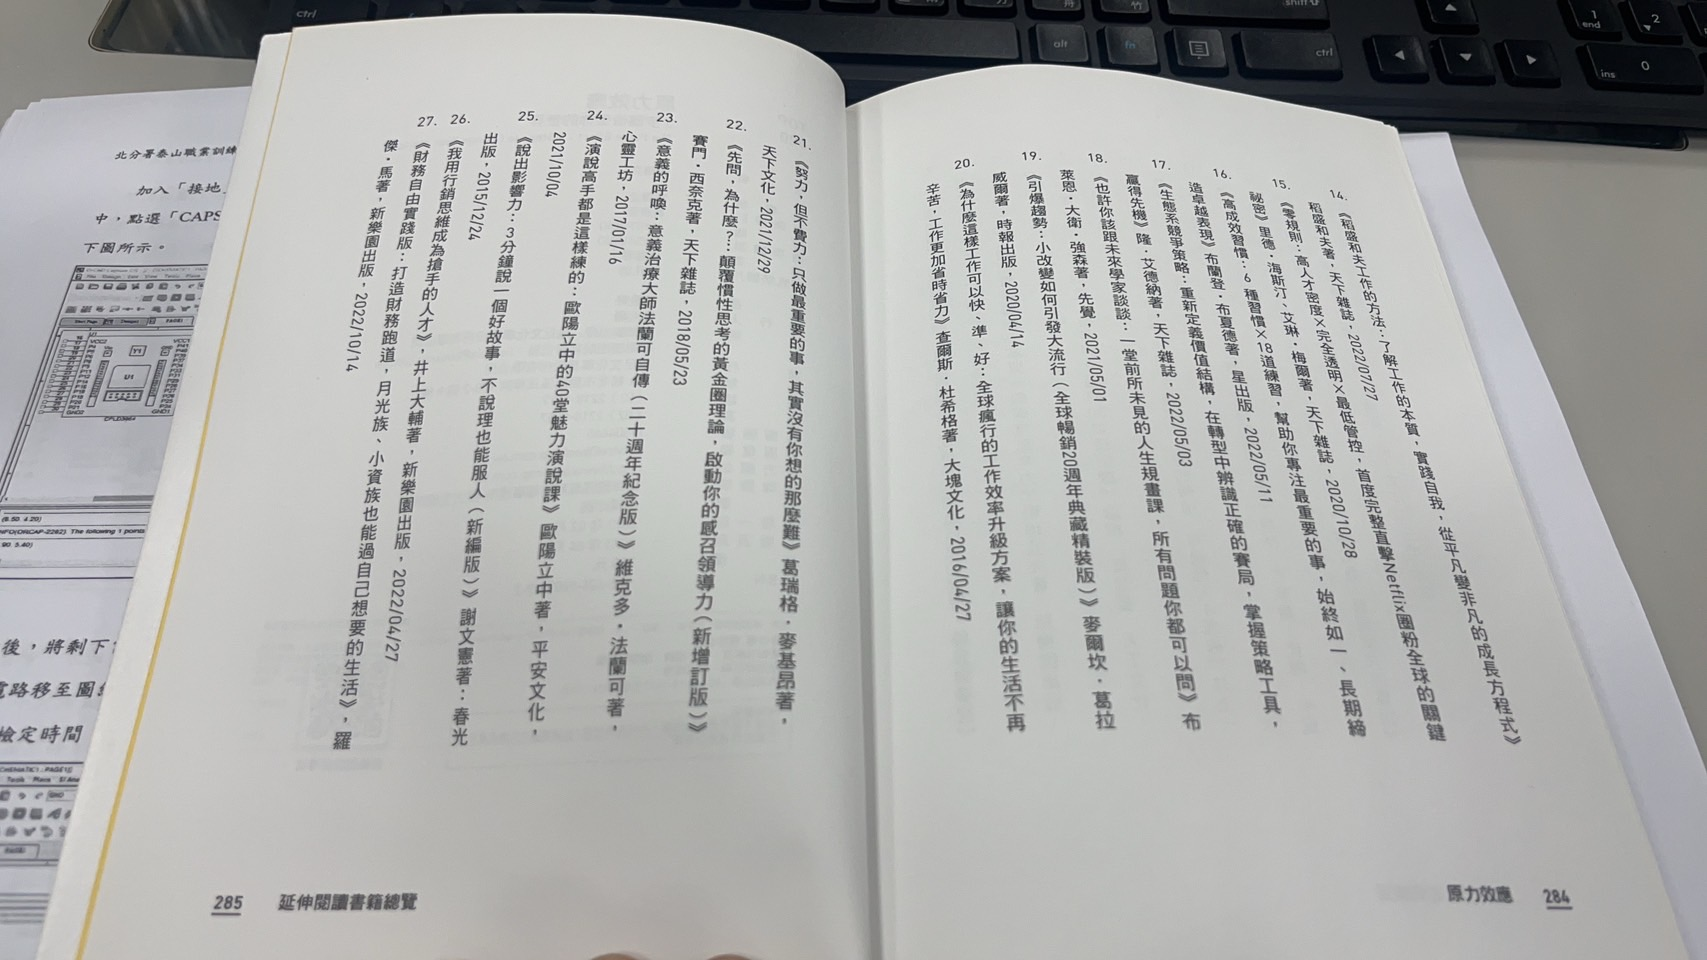 14.
《稻盛和夫工作的方法：了解工作的本質，實踐自我，從平凡變非凡的成長方程式》
稻盛和夫著，天下雜誌，2022/07/27
15.
《零規則：高人才密度×完全透明×最低管控，首度完整直擊Netflix圈粉全球的關鍵
祕密》里德・海斯汀、艾琳・梅爾著，天下雜誌，2020/10/28
16.
《高成效習慣：6種習慣×18道練習，幫助你專注最重要的事，始終如一、長期締
造卓越表現》布蘭登・布夏德著，星出版，2022/05/11
17.
《生態系競爭策略：重新定義價值結構，在轉型中辨識正確的賽局，掌握策略工具，
贏得先機》隆・艾德納著，天下雜誌，2022/05/03
18.
《也許你該跟未來學家談談：一堂前所未見的人生規畫課，所有問題你都可以問》布
萊恩・大衛・強森著，先覺，2021/05/01
19.
《引爆趨勢：小改變如何引發大流行（全球暢銷20週年典藏精裝版）》麥爾坎・葛拉
威爾著，時報出版，2020/04/14
20.
《為什麼這樣工作可以快、準、好：全球瘋行的工作效率升級方案，讓你的生活不再
辛苦，工作更加省時省力》查爾斯・杜希格著，大塊文化，2016/04/27
原力效應 284
21.
《努力，但不費力：只做最重要的事，其實沒有你想的那麼難》葛瑞格・麥基昂著，
天下文化，2021/12/29
22.
《先問，為什麼？：顛覆慣性思考的黃金圈理論，啟動你的感召領導力（新增訂版）》
賽門・西奈克著，天下雜誌，2018/05/23
23.
《意義的呼喚：意義治療大師法蘭可自傳（二十週年紀念版）》維克多・法蘭可著，
心靈工坊，2017/01/16
24.
《演說高手都是這樣練的：歐陽立中的40堂魅力演說課》歐陽立中著，平安文化，
2021/10/04
25.
《說出影響力：3分鐘說一個好故事，不說理也能服人（新編版）》謝文憲著：春光
出版，2015/12/24
26.
《我用行銷思維成為搶手的人才》，井上大輔著，新樂園出版，2022/04/27
27.
《財務自由實踐版：打造財務跑道，月光族、小資族也能過自己想要的生活》，羅
傑・馬著，新樂園出版，2022/10/14
285 延伸閱讀書籍總覽
北分署泰山職業訓練
加入「接地
中，點選「CAPS
下圖所示。
後，將剩下
電路移至圖
檢定時間
ctrl
alt
fn
shift
ctrl
1
end
2
0
ins